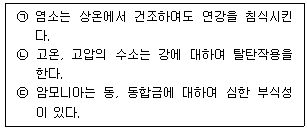 ㉠ 염소는 상온에서 건조하여도 연강을 침식시킨
다.
㉡ 고온, 고압의 수소는 강에 대하여 탈탄작용을
한다.
㉢ 암모니아는 동, 동합금에 대하여 심한 부식성
이 있다.